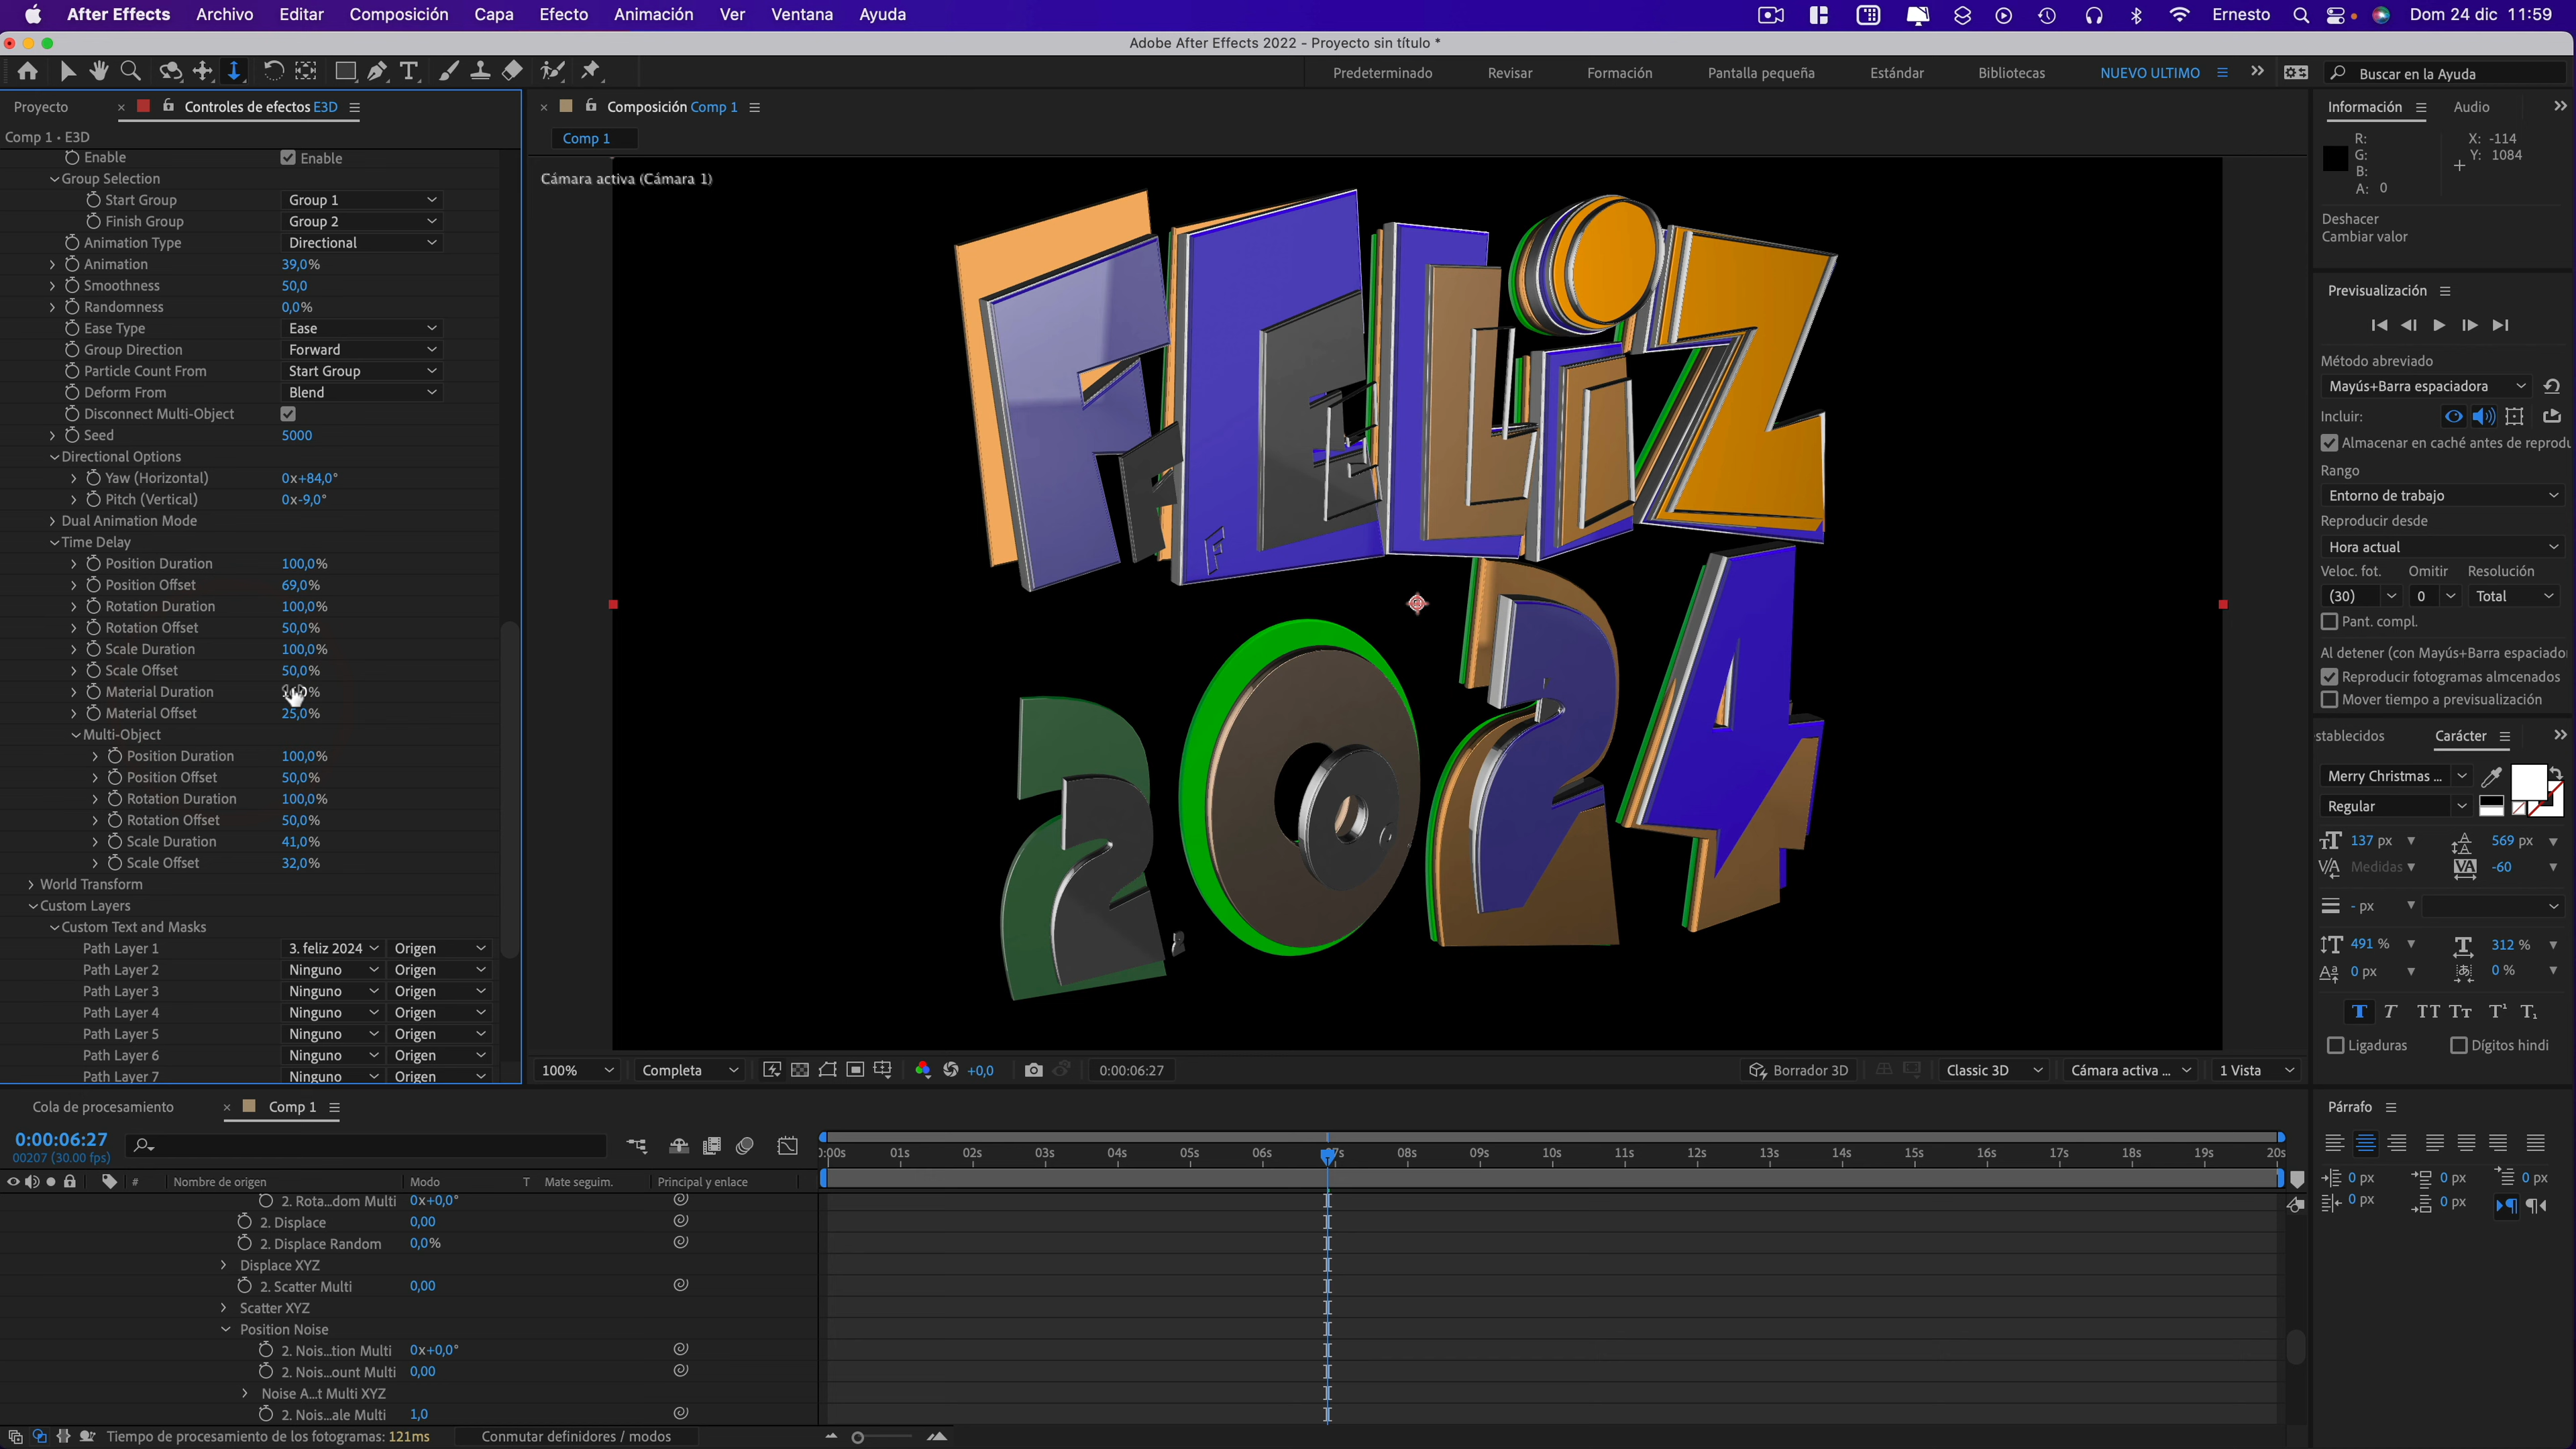 After Effects Archivo Editar Composición Capa Efecto Animación Ver Ventana Ayuda
Ernesto Dom 24 dic 11:59
Adobe After Effects 2022 - Proyecto sin título *
Predeterminado Revisar Formación Pantalla pequeña Estándar Bibliotecas NUEVO ULTIMO Buscar en la Ayuda
Proyecto × Controles de efectos E3D
Comp 1 • E3D
Enable Enable
Group Selection
Start Group Group 1
Finish Group Group 2
Animation Type Directional
Animation 39,0%
Smoothness 50,0
Randomness 0,0%
Ease Type Ease
Group Direction Forward
Particle Count From Start Group
Deform From Blend
Disconnect Multi-Object
Seed 5000
Directional Options
Yaw (Horizontal) 0x+84,0°
Pitch (Vertical) 0x-9,0°
Dual Animation Mode
Time Delay
Position Duration 100,0%
Position Offset 69,0%
Rotation Duration 100,0%
Rotation Offset 50,0%
Scale Duration 100,0%
Scale Offset 50,0%
Material Duration
Material Offset 25,0%
Multi-Object
Position Duration 100,0%
Position Offset 50,0%
Rotation Duration 100,0%
Rotation Offset 50,0%
Scale Duration 41,0%
Scale Offset 32,0%
World Transform
Custom Layers
Custom Text and Masks
Path Layer 1 3. feliz 2024 Origen
Path Layer 2 Ninguno Origen
Path Layer 3 Ninguno Origen
Path Layer 4 Ninguno Origen
Path Layer 5 Ninguno Origen
Path Layer 6 Ninguno Origen
Path Layer 7 Ninguno Origen
× Composición Comp 1
Comp 1
Cámara activa (Cámara 1)
FELiZ
2024
100% Completa +0,0 0:00:06:27 Borrador 3D Classic 3D Cámara activa ... 1 Vista
Información Audio
R: X: -114
G: Y: 1084
B:
A: 0
Deshacer
Cambiar valor
Previsualización
Método abreviado
Mayús+Barra espaciadora
Incluir:
Almacenar en caché antes de reprodu
Rango
Entorno de trabajo
Reproducir desde
Hora actual
Veloc. fot. Omitir Resolución
(30) 0 Total
Pant. compl.
Al detener (con Mayús+Barra espaciado
Reproducir fotogramas almcenados
Mover tiempo a previsualización
establecidos Carácter
Merry Christmas ...
Regular
137 px 569 px
Medidas -60
- px
491 % 312 %
0 px 0 %
T T TT Tt T¹ T₁
Ligaduras Dígitos hindi
Párrafo
0 px 0 px 0 px
0 px 0 px
Cola de procesamiento × Comp 1
0:00:06:27
00207 (30.00 fps)
):00s 01s 02s 03s 04s 05s 06s 7s 08s 09s 10s 11s 12s 13s 14s 15s 16s 17s 18s 19s 20s
# Nombre de origen Modo T Mate seguim. Principal y enlace
2. Rota...dom Multi 0x+0,0°
2. Displace 0,00
2. Displace Random 0,0%
Displace XYZ
2. Scatter Multi 0,00
Scatter XYZ
Position Noise
2. Nois...tion Multi 0x+0,0°
2. Nois...ount Multi 0,00
Noise A...t Multi XYZ
2. Nois...ale Multi 1,0
Tiempo de procesamiento de los fotogramas: 121ms Conmutar definidores / modos